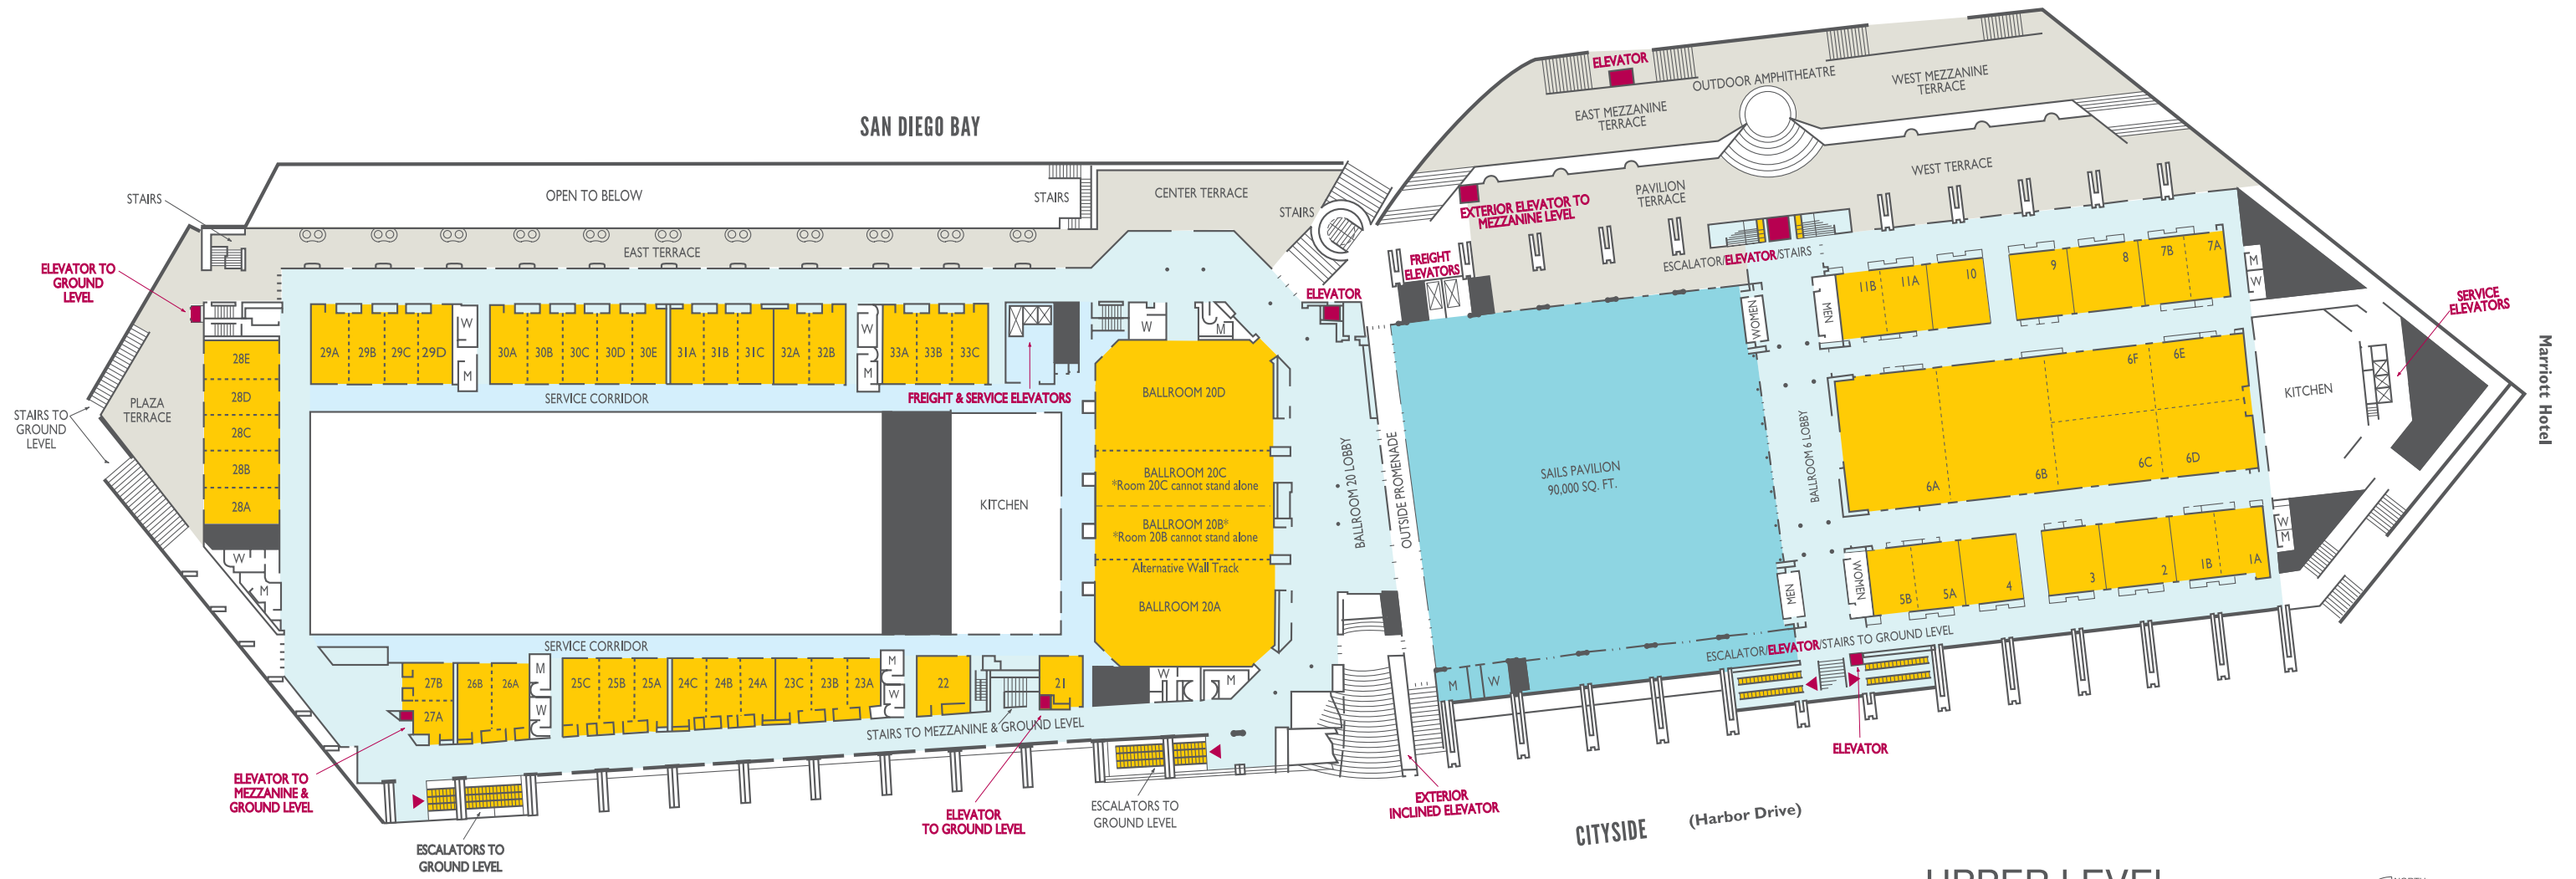 ELEVATOR
OUTDOOR AMPHITHEATRE
WEST MEZZANINE
TERRACE
EAST MEZZANINE
TERRACE
SAN DIEGO BAY
OPEN TO BELOW
STAIRS
STAIRS
CENTER TERRACE
STAIRS
WEST TERRACE
PAVILION
TERRACE
EXTERIOR ELEVATOR TO
MEZZANINE LEVEL
EAST TERRACE
ELEVATOR TO
GROUND
LEVEL
FREIGHT
ELEVATORS
ESCALATOR/ELEVATOR/STAIRS
ELEVATOR
SERVICE
ELEVATORS
Marriott Hotel
11B
11A
10
9
8
7B
7A
M
W
WOMEN
MEN
29A
29B
29C
29D
W
M
30A
30B
30C
30D
30E
31A
31B
31C
32A
32B
W
M
33A
33B
33C
W
M
28E
28D
28C
28B
28A
PLAZA
TERRACE
STAIRS TO
GROUND
LEVEL
SERVICE CORRIDOR
FREIGHT & SERVICE ELEVATORS
KITCHEN
BALLROOM 20D
BALLROOM 20C
*Room 20C cannot stand alone
BALLROOM 20B*
*Room 20B cannot stand alone
Alternative Wall Track
BALLROOM 20A
BALLROOM 20 LOBBY
OUTSIDE PROMENADE
SAILS PAVILION
90,000 SQ. FT.
BALLROOM 6 LOBBY
6F
6E
6A
6B
6C
6D
KITCHEN
W
M
MEN
WOMEN
5B
5A
4
3
2
1B
1A
W
M
ESCALATOR/ELEVATOR/STAIRS TO GROUND LEVEL
SERVICE CORRIDOR
27B
27A
26B
26A
M
W
25C
25B
25A
24C
24B
24A
23C
23B
23A
M
W
22
21
W
M
M
W
STAIRS TO MEZZANINE & GROUND LEVEL
ELEVATOR TO
MEZZANINE &
GROUND LEVEL
ESCALATORS TO
GROUND LEVEL
ELEVATOR
TO GROUND LEVEL
ESCALATORS TO
GROUND LEVEL
EXTERIOR
INCLINED ELEVATOR
ELEVATOR
CITYSIDE
(Harbor Drive)
UPPER LEVEL
NORTH